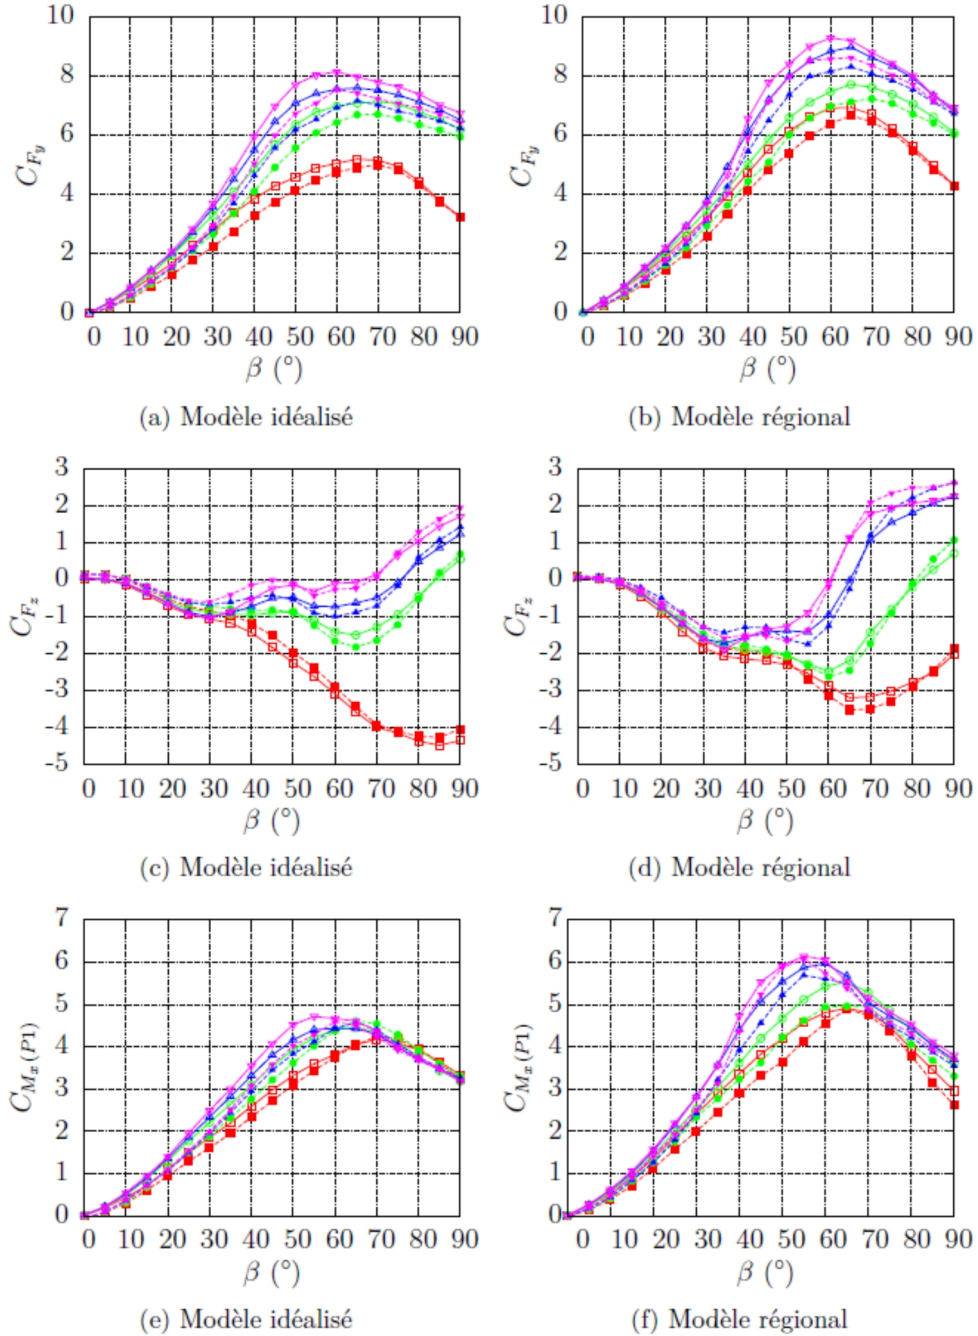 10
8
6
4
2
0
C_{F_y}
0 10 20 30 40 50 60 70 80 90
β (°)
(a) Modèle idéalisé
10
8
6
4
2
0
C_{F_y}
0 10 20 30 40 50 60 70 80 90
β (°)
(b) Modèle régional
3
2
1
0
-1
-2
-3
-4
-5
C_{F_z}
0 10 20 30 40 50 60 70 80 90
β (°)
(c) Modèle idéalisé
3
2
1
0
-1
-2
-3
-4
-5
C_{F_z}
0 10 20 30 40 50 60 70 80 90
β (°)
(d) Modèle régional
7
6
5
4
3
2
1
0
C_{M_x (P1)}
0 10 20 30 40 50 60 70 80 90
β (°)
(e) Modèle idéalisé
7
6
5
4
3
2
1
0
C_{M_x (P1)}
0 10 20 30 40 50 60 70 80 90
β (°)
(f) Modèle régional